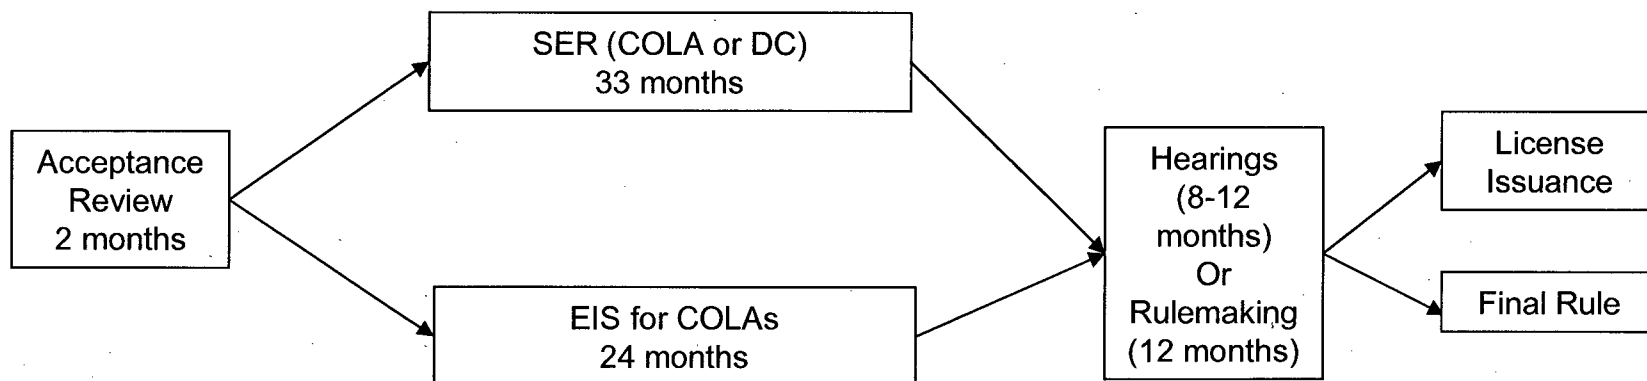 Acceptance
Review
2 months
SER (COLA or DC)
33 months
EIS for COLAs
24 months
Hearings
(8-12
months)
Or
Rulemaking
(12 months)
License
Issuance
Final Rule